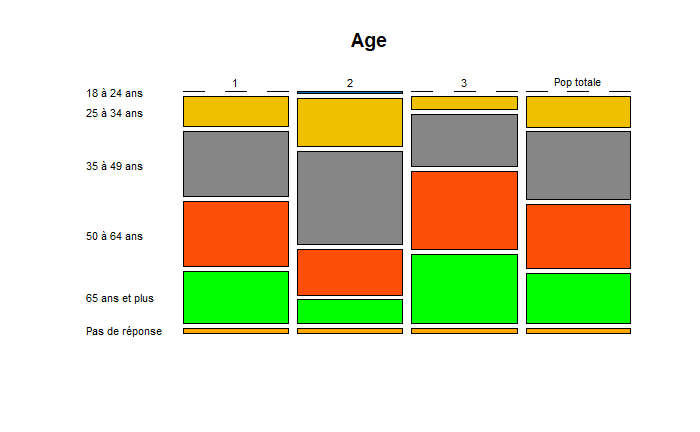 Age
1 2 3 Pop totale
18 à 24 ans
25 à 34 ans
35 à 49 ans
50 à 64 ans
65 ans et plus
Pas de réponse